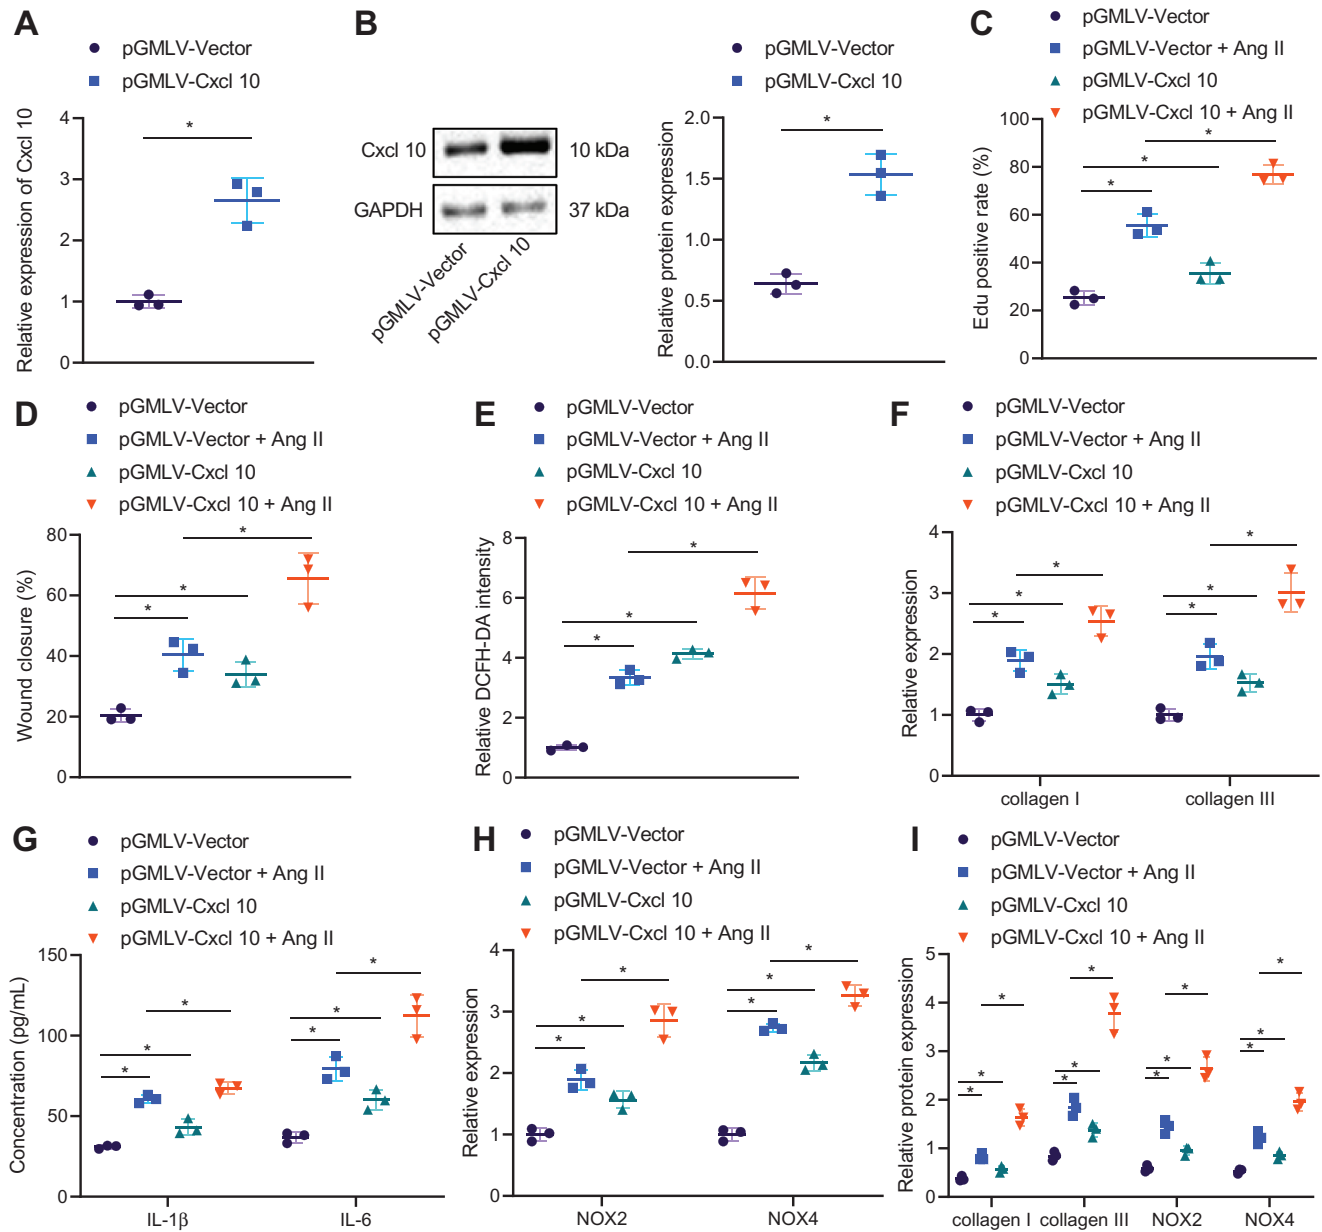 A
pGMLV-Vector
pGMLV-Cxcl 10
Relative expression of Cxcl 10
4
3
2
1
0
*
B
Cxcl 10
10 kDa
GAPDH
37 kDa
pGMLV-Vector
pGMLV-Cxcl 10
pGMLV-Vector
pGMLV-Cxcl 10
Relative protein expression
2.0
1.5
1.0
0.5
0.0
*
C
pGMLV-Vector
pGMLV-Vector + Ang II
pGMLV-Cxcl 10
pGMLV-Cxcl 10 + Ang II
Edu positive rate (%)
100
80
60
40
20
0
*
*
*
D
pGMLV-Vector
pGMLV-Vector + Ang II
pGMLV-Cxcl 10
pGMLV-Cxcl 10 + Ang II
Wound closure (%)
80
60
40
20
0
*
*
*
E
pGMLV-Vector
pGMLV-Vector + Ang II
pGMLV-Cxcl 10
pGMLV-Cxcl 10 + Ang II
Relative DCFH-DA intensity
8
6
4
2
0
*
*
*
F
pGMLV-Vector
pGMLV-Vector + Ang II
pGMLV-Cxcl 10
pGMLV-Cxcl 10 + Ang II
Relative expression
4
3
2
1
0
*
*
*
*
*
*
collagen I
collagen III
G
pGMLV-Vector
pGMLV-Vector + Ang II
pGMLV-Cxcl 10
pGMLV-Cxcl 10 + Ang II
Concentration (pg/mL)
150
100
50
0
*
*
*
*
*
*
IL-1β
IL-6
H
pGMLV-Vector
pGMLV-Vector + Ang II
pGMLV-Cxcl 10
pGMLV-Cxcl 10 + Ang II
Relative expression
4
3
2
1
0
*
*
*
*
*
*
NOX2
NOX4
I
pGMLV-Vector
pGMLV-Vector + Ang II
pGMLV-Cxcl 10
pGMLV-Cxcl 10 + Ang II
Relative protein expression
5
4
3
2
1
0
*
*
*
*
*
*
*
*
*
*
*
*
collagen I
collagen III
NOX2
NOX4